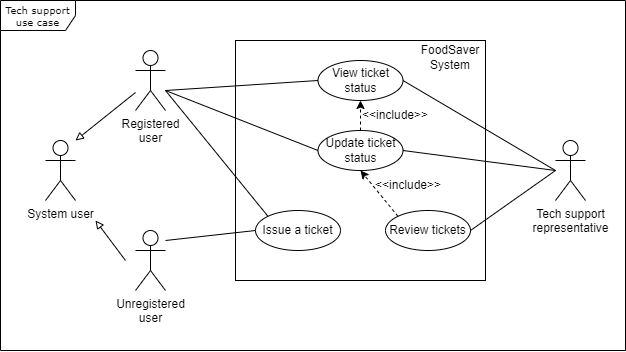 Tech support
use case
FoodSaver
System
View ticket
status
<<include>>
Registered
user
Update ticket
status
<<include>>
System user
Tech support
representative
Issue a ticket
Review tickets
Unregistered
user